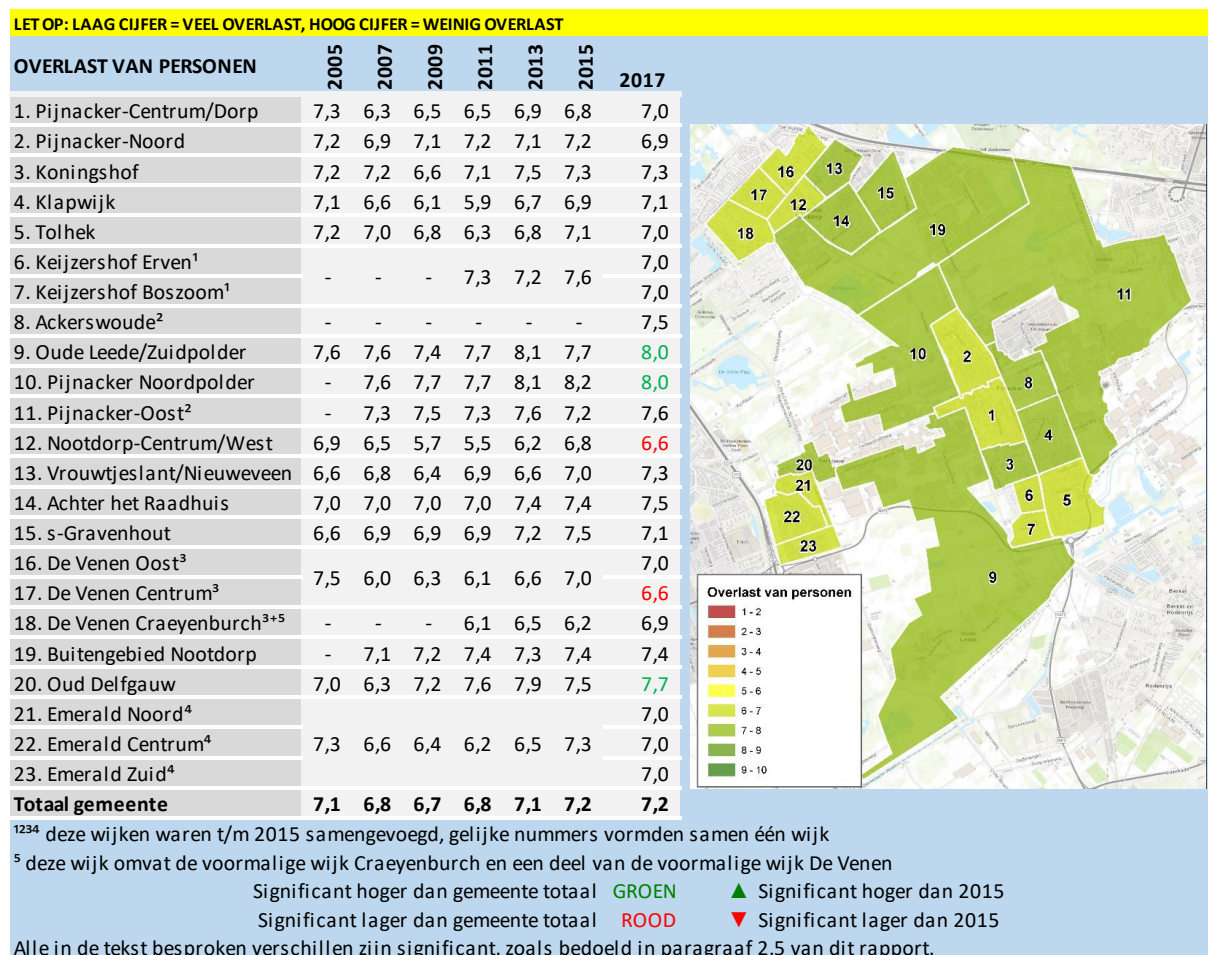 LET OP: LAAG CIJFER = VEEL OVERLAST, HOOG CIJFER = WEINIG OVERLAST
OVERLAST VAN PERSONEN 2005 2007 2009 2011 2013 2015 2017
1. Pijnacker-Centrum/Dorp 7,3 6,3 6,5 6,5 6,9 6,8 7,0
2. Pijnacker-Noord 7,2 6,9 7,1 7,2 7,1 7,2 6,9
3. Koningshof 7,2 7,2 6,6 7,1 7,5 7,3 7,3
4. Klapwijk 7,1 6,6 6,1 5,9 6,7 6,9 7,1
5. Tolhek 7,2 7,0 6,8 6,3 6,8 7,1 7,0
6. Keijzershof Erven¹ 7,0
- - - 7,3 7,2 7,6
7. Keijzershof Boszoom¹ 7,0
8. Ackerswoude² - - - - - - 7,5
9. Oude Leede/Zuidpolder 7,6 7,6 7,4 7,7 8,1 7,7 8,0
10. Pijnacker Noordpolder - 7,6 7,7 7,7 8,1 8,2 8,0
11. Pijnacker-Oost² - 7,3 7,5 7,3 7,6 7,2 7,6
12. Nootdorp-Centrum/West 6,9 6,5 5,7 5,5 6,2 6,8 6,6
13. Vrouwtjeslant/Nieuweveen 6,6 6,8 6,4 6,9 6,6 7,0 7,3
14. Achter het Raadhuis 7,0 7,0 7,0 7,0 7,4 7,4 7,5
15. s-Gravenhout 6,6 6,9 6,9 6,9 7,2 7,5 7,1
16. De Venen Oost³ 7,0
7,5 6,0 6,3 6,1 6,6 7,0
17. De Venen Centrum³ 6,6
18. De Venen Craeyenburch³⁺⁵ - - - 6,1 6,5 6,2 6,9
19. Buitengebied Nootdorp - 7,1 7,2 7,4 7,3 7,4 7,4
20. Oud Delfgauw 7,0 6,3 7,2 7,6 7,9 7,5 7,7
21. Emerald Noord⁴ 7,0
22. Emerald Centrum⁴ 7,3 6,6 6,4 6,2 6,5 7,3 7,0
23. Emerald Zuid⁴ 7,0
Totaal gemeente 7,1 6,8 6,7 6,8 7,1 7,2 7,2
16
13
17
15
12
14
18
19
11
10
2
8
1
4
3
20
21
6
5
22
7
23
9
Overlast van personen
1 - 2
2 - 3
3 - 4
4 - 5
5 - 6
6 - 7
7 - 8
8 - 9
9 - 10
Berkel
Berkel en
Rodenrijs
Rodenrijs
¹²³⁴ deze wijken waren t/m 2015 samengevoegd, gelijke nummers vormden samen één wijk
⁵ deze wijk omvat de voormalige wijk Craeyenburch en een deel van de voormalige wijk De Venen
Significant hoger dan gemeente totaal GROEN ▲ Significant hoger dan 2015
Significant lager dan gemeente totaal ROOD ▼ Significant lager dan 2015
Alle in de tekst besproken verschillen zijn significant, zoals bedoeld in paragraaf 2.5 van dit rapport.